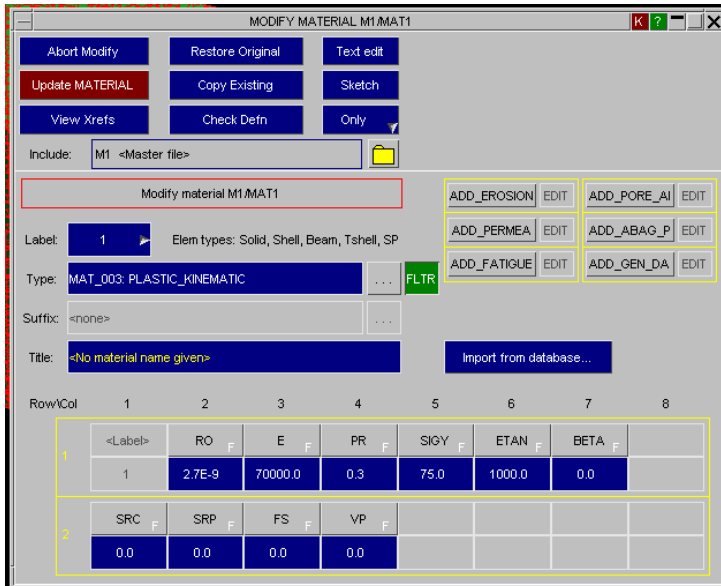 MODIFY MATERIAL M1/MAT1 K ?
Abort Modify Restore Original Text edit
Update MATERIAL Copy Existing Sketch
View Xrefs Check Defn Only
Include: M1 <Master file>
Modify material M1/MAT1
ADD_EROSION EDIT ADD_PORE_AI EDIT
ADD_PERMEA EDIT ADD_ABAG_P EDIT
ADD_FATIGUE EDIT ADD_GEN_DA EDIT
Label: 1 Elem types: Solid, Shell, Beam, Tshell, SP
Type: MAT_003: PLASTIC_KINEMATIC ... FLTR
Suffix: <none> ...
Title: <No material name given> Import from database...
Row\Col 1 2 3 4 5 6 7 8
1 <Label> RO F E F PR F SIGY F ETAN F BETA F
1 2.7E-9 70000.0 0.3 75.0 1000.0 0.0
2 SRC F SRP F FS F VP F
0.0 0.0 0.0 0.0